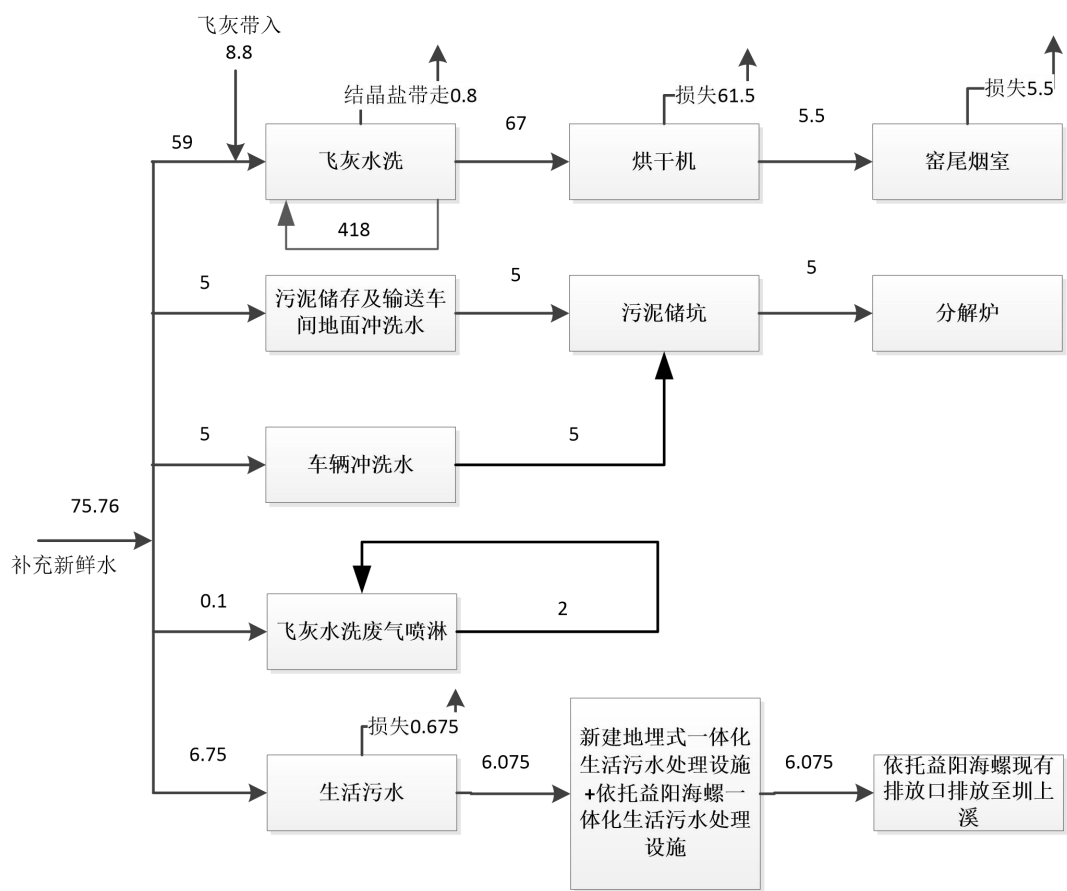 飞灰带入
8.8
结晶盐带走0.8
损失61.5
损失5.5
59
67
5.5
飞灰水洗
烘干机
窑尾烟室
418
5
5
5
污泥储存及输送车
间地面冲洗水
污泥储坑
分解炉
5
5
车辆冲洗水
75.76
补充新鲜水
0.1
2
飞灰水洗废气喷淋
损失0.675
6.75
6.075
6.075
生活污水
新建地埋式一体化
生活污水处理设施
+依托益阳海螺一
体化生活污水处理
设施
依托益阳海螺现有
排放口排放至圳上
溪